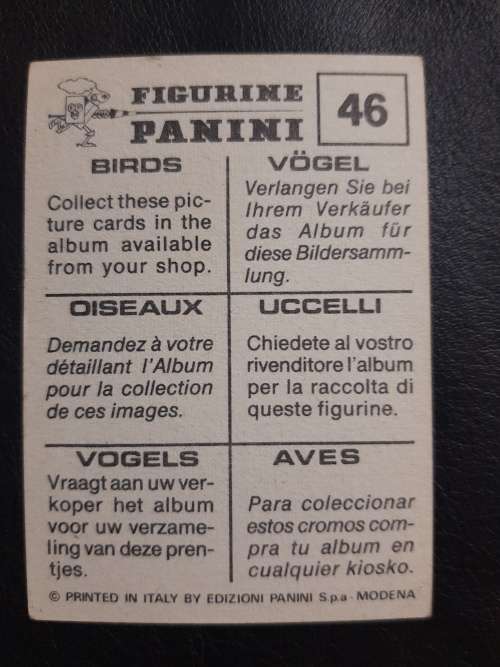 FIGURINE
PANINI
46
BIRDS
Collect these pic-
ture cards in the
album available
from your shop.
VÖGEL
Verlangen Sie bei
Ihrem Verkäufer
das Album für
diese Bildersamm-
lung.
OISEAUX
Demandez à votre
détaillant l'Album
pour la collection
de ces images.
UCCELLI
Chiedete al vostro
rivenditore l'album
per la raccolta di
queste figurine.
VOGELS
Vraagt aan uw ver-
koper het album
voor uw verzame-
ling van deze pren-
tjes.
AVES
Para coleccionar
estos cromos com-
pra tu album en
cualquier kiosko.
© PRINTED IN ITALY BY EDIZIONI PANINI S.p.a - MODENA